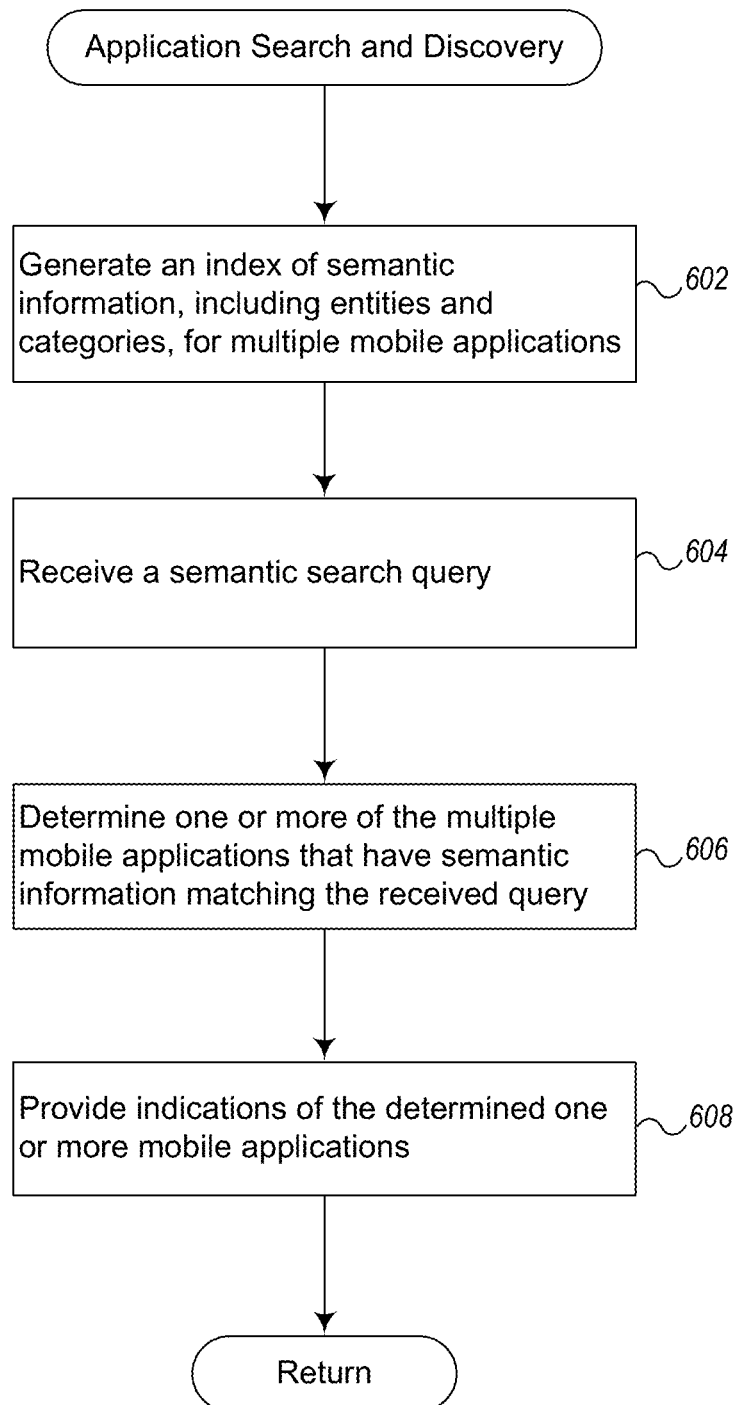 Application Search and Discovery
Generate an index of semantic
information, including entities and
categories, for multiple mobile applications
602
Receive a semantic search query
604
Determine one or more of the multiple
mobile applications that have semantic
information matching the received query
606
Provide indications of the determined one
or more mobile applications
608
Return